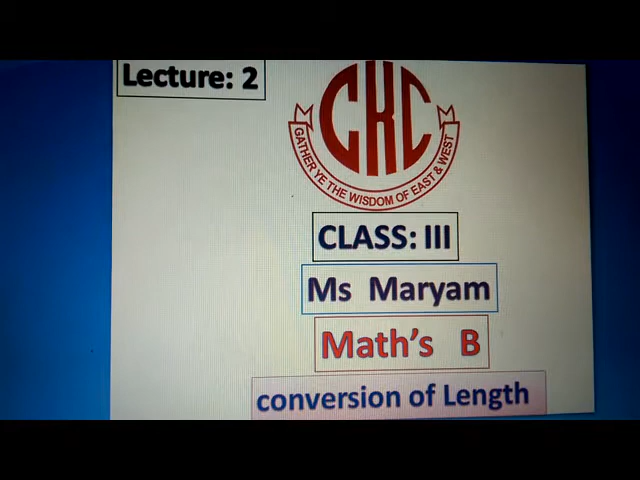 Lecture: 2
CKC
GATHER YE THE WISDOM OF EAST & WEST
CLASS: III
Ms Maryam
Math's B
conversion of Length